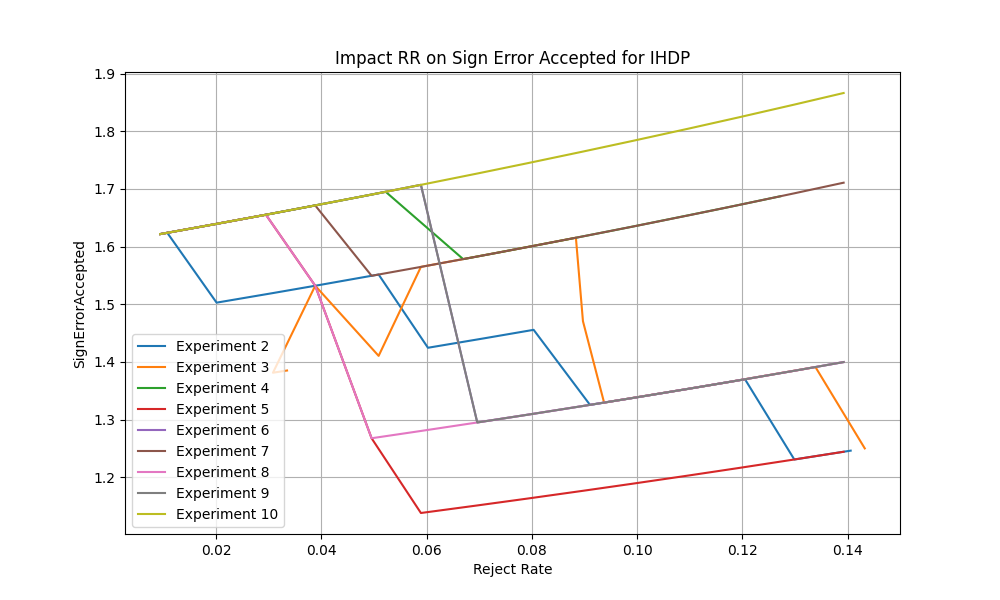 Impact RR on Sign Error Accepted for IHDP
1.9
1.8
1.7
1.6
1.5
1.4
1.3
1.2
SignErrorAccepted
Experiment 2
Experiment 3
Experiment 4
Experiment 5
Experiment 6
Experiment 7
Experiment 8
Experiment 9
Experiment 10
0.02 0.04 0.06 0.08 0.10 0.12 0.14
Reject Rate